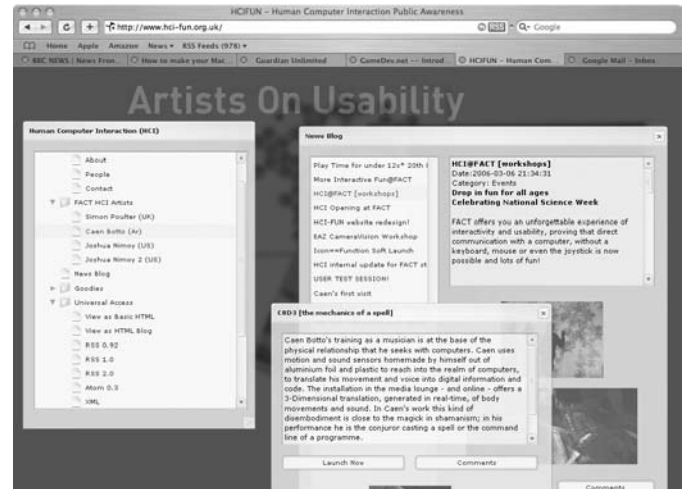 HCIFUN - Human Computer Interaction Public Awareness
http://www.hci-fun.org.uk/
RSS
Google
Home Apple Amazon News RSS Feeds (978)
BBC NEWS | News Fron...
How to make your Mac...
Guardian Unlimited
GameDev.net -- Introd...
HCIFUN - Human Com...
Google Mail - Inbox
Artists On Usability
Human Computer Interaction (HCI)
About
People
Contact
FACT HCI Artists
Simon Poulter (UK)
Caen Botto (Ar)
Joshua Nimoy (US)
Joshua Nimoy 2 (US)
News Blog
Goodies
Universal Access
View as Basic HTML
View as HTML Blog
RSS 0.92
RSS 1.0
RSS 2.0
Atom 0.3
XML
News Blog
Play Time for under 12s* 20th
More Interactive Fun@FACT
HCI@FACT [workshops]
HCI Opening at FACT
HCI-FUN website redesign!
EAZ CameraVision Workshop
Icon==Function Soft Launch
HCI internal update for FACT st
USER TEST SESSION!
Caen's first visit
HCI@FACT [workshops]
Date:2006-03-06 21:34:31
Category: Events
Drop in fun for all ages
Celebrating National Science Week
FACT offers you an unforgettable experience of
interactivity and usability, proving that direct
communication with a computer, without a
keyboard, mouse or even the joystick is now
possible and lots of fun!
C8D3 [the mechanics of a spell]
Caen Botto's training as a musician is at the base of the
physical relationship that he seeks with computers. Caen uses
motion and sound sensors homemade by himself out of
aluminium foil and plastic to reach into the realm of computers,
to translate his movement and voice into digital information and
code. The installation in the media lounge - and online - offers a
3-Dimensional translation, generated in real-time, of body
movements and sound. In Caen's work this kind of
disembodiment is close to the magick in shamanism; in his
performance he is the conjuror casting a spell or the command
line of a programme.
Launch Now
Comments
Comments